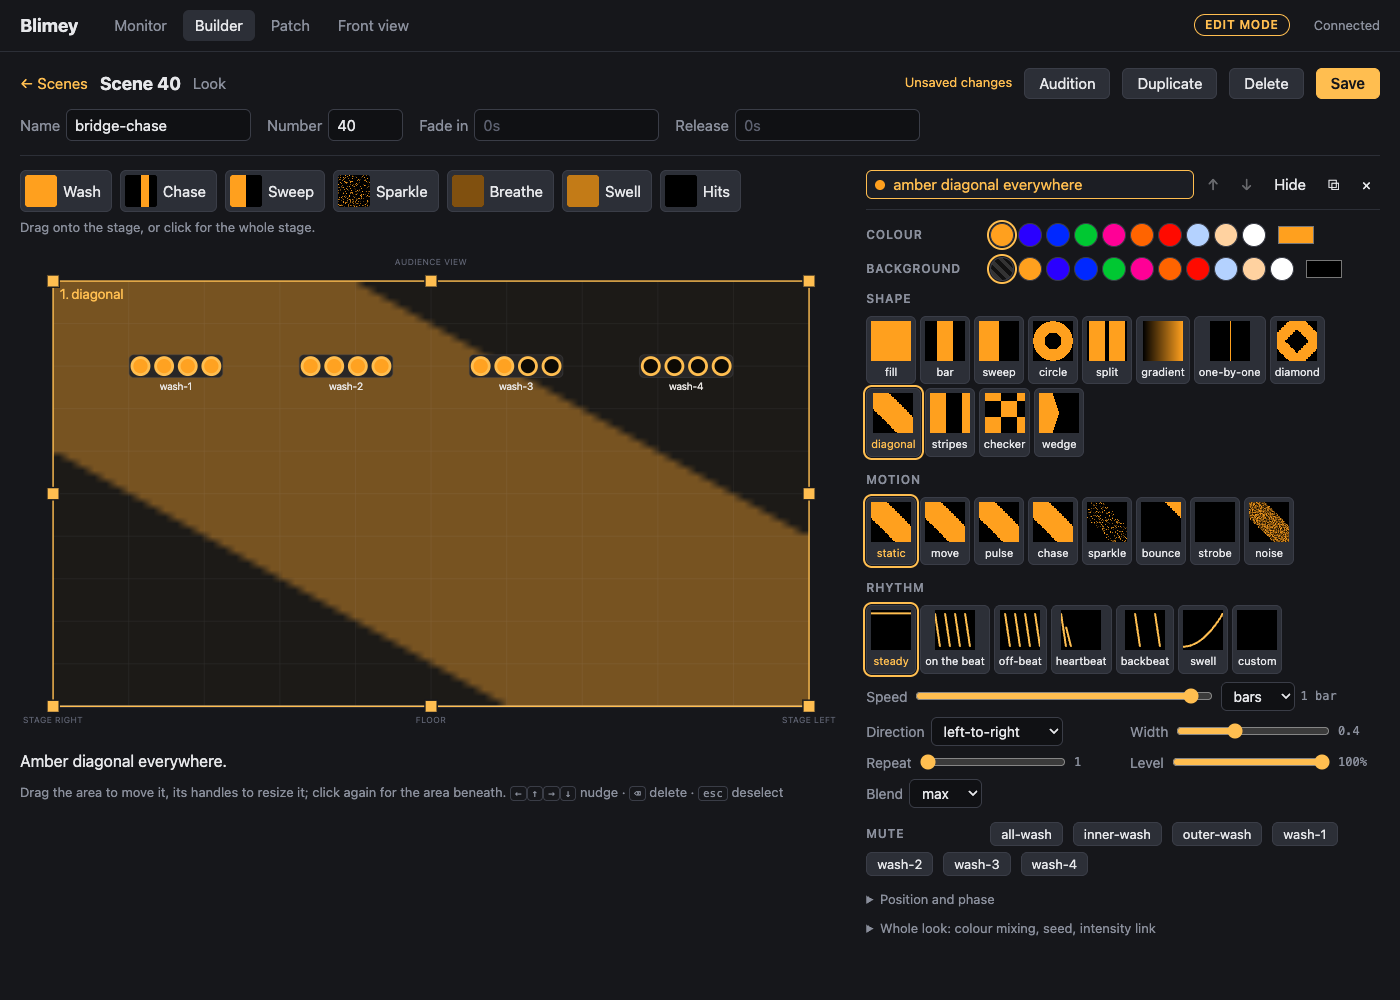 Blimey Monitor Builder Patch Front view EDIT MODE Connected
← Scenes Scene 40 Look Unsaved changes Audition Duplicate Delete Save
Name bridge-chase Number 40 Fade in 0s Release 0s
Wash Chase Sweep Sparkle Breathe Swell Hits
Drag onto the stage, or click for the whole stage.
AUDIENCE VIEW
1. diagonal
wash-1 wash-2 wash-3 wash-4
STAGE RIGHT FLOOR STAGE LEFT
Amber diagonal everywhere.
Drag the area to move it, its handles to resize it; click again for the area beneath. ← ↑ → ↓ nudge · ⌫ delete · esc deselect
amber diagonal everywhere ↑ ↓ Hide ×
COLOUR
BACKGROUND
SHAPE
fill bar sweep circle split gradient one-by-one diamond
diagonal stripes checker wedge
MOTION
static move pulse chase sparkle bounce strobe noise
RHYTHM
steady on the beat off-beat heartbeat backbeat swell custom
Speed bars 1 bar
Direction left-to-right Width 0.4
Repeat 1 Level 100%
Blend max
MUTE all-wash inner-wash outer-wash wash-1
wash-2 wash-3 wash-4
▶ Position and phase
▶ Whole look: colour mixing, seed, intensity link